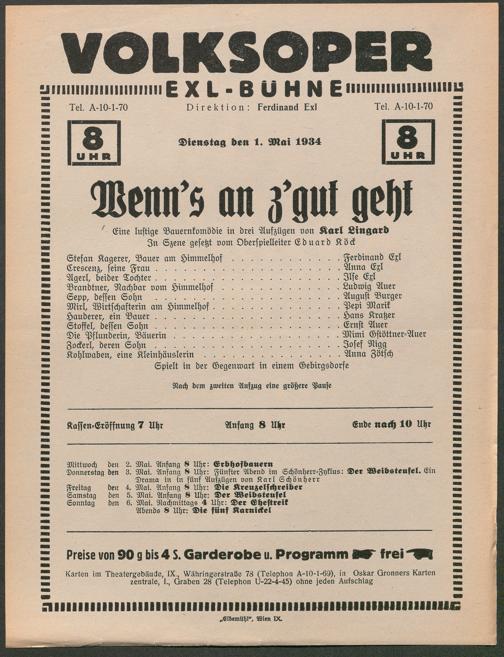 VOLKSOPER
EXL-BÜHNE
Tel. A-10-1-70 Direktion: Ferdinand Exl Tel. A-10-1-70
8 UHR Dienstag den 1. Mai 1934 8 UHR
Wenn's an z'gut geht
Eine lustige Bauernkomödie in drei Aufzügen von Karl Lingard
In Szene gesetzt vom Oberspielleiter Eduard Köck
Stefan Kagerer, Bauer am Himmelhof . . . Ferdinand Exl
Crescenz, seine Frau . . . Anna Exl
Agerl, beider Tochter . . . Ilse Exl
Brandtner, Nachbar vom Himmelhof . . . Ludwig Auer
Sepp, dessen Sohn . . . August Burger
Mirl, Wirtschafterin am Himmelhof . . . Pepi Marik
Hauderer, ein Bauer . . . Hans Kratzer
Stoffel, dessen Sohn . . . Ernst Auer
Die Pflunderin, Bäuerin . . . Mimi Gstöttner-Auer
Jockerl, deren Sohn . . . Josef Nigg
Kohlwaben, eine Kleinhäuslerin . . . Anna Zötsch
Spielt in der Gegenwart in einem Gebirgsdorfe
Nach dem zweiten Aufzug eine größere Pause
Kassen-Eröffnung 7 Uhr Anfang 8 Uhr Ende nach 10 Uhr
Mittwoch den 2. Mai. Anfang 8 Uhr: Erbhofbauern
Donnerstag den 3. Mai. Anfang 8 Uhr: Fünfter Abend im Schönherr-Zyklus: Der Weibsteufel. Ein
Drama in in fünf Aufzügen von Karl Schönherr
Freitag den 4. Mai. Anfang 8 Uhr: Die Kreuzelschreiber
Samstag den 5. Mai. Anfang 8 Uhr: Der Weibsteufel
Sonntag den 6. Mai. Nachmittags 4 Uhr: Der Ehestreik
Abends 8 Uhr: Die fünf Karnickel
Preise von 90 g bis 4 S. Garderobe u. Programm frei
Karten im Theatergebäude, IX., Währingerstraße 78 (Telephon A-10-1-69), in Oskar Gronners Karten
zentrale, I., Graben 28 (Telephon U-22-4-45) ohne jeden Aufschlag
„Elbemühl", Wien IX.